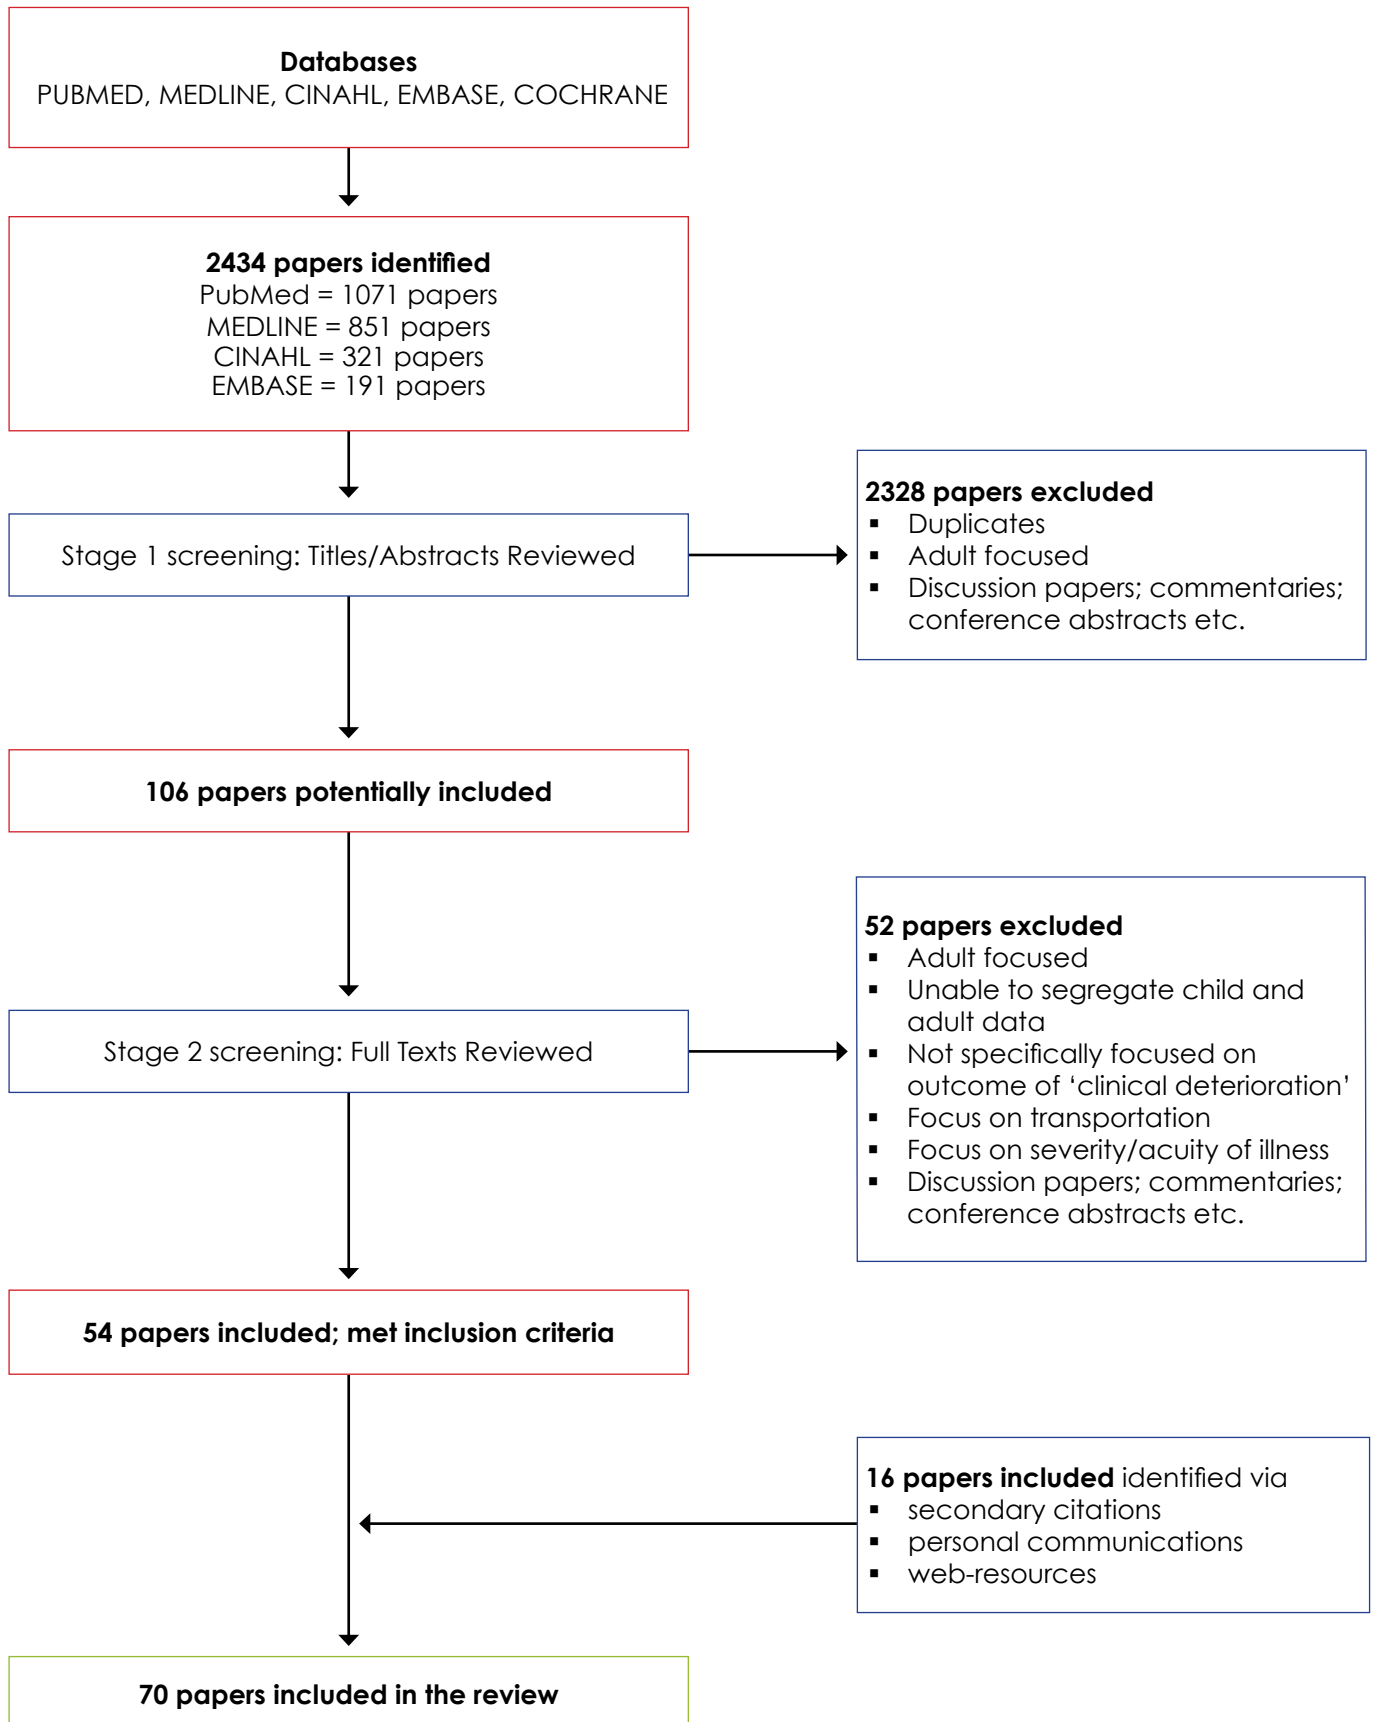 Databases
PUBMED, MEDLINE, CINAHL, EMBASE, COCHRANE
2434 papers identified
PubMed = 1071 papers
MEDLINE = 851 papers
CINAHL = 321 papers
EMBASE = 191 papers
Stage 1 screening: Titles/Abstracts Reviewed
2328 papers excluded
▪ Duplicates
▪ Adult focused
▪ Discussion papers; commentaries;
conference abstracts etc.
106 papers potentially included
Stage 2 screening: Full Texts Reviewed
52 papers excluded
▪ Adult focused
▪ Unable to segregate child and
adult data
▪ Not specifically focused on
outcome of ‘clinical deterioration’
▪ Focus on transportation
▪ Focus on severity/acuity of illness
▪ Discussion papers; commentaries;
conference abstracts etc.
54 papers included; met inclusion criteria
16 papers included identified via
▪ secondary citations
▪ personal communications
▪ web-resources
70 papers included in the review